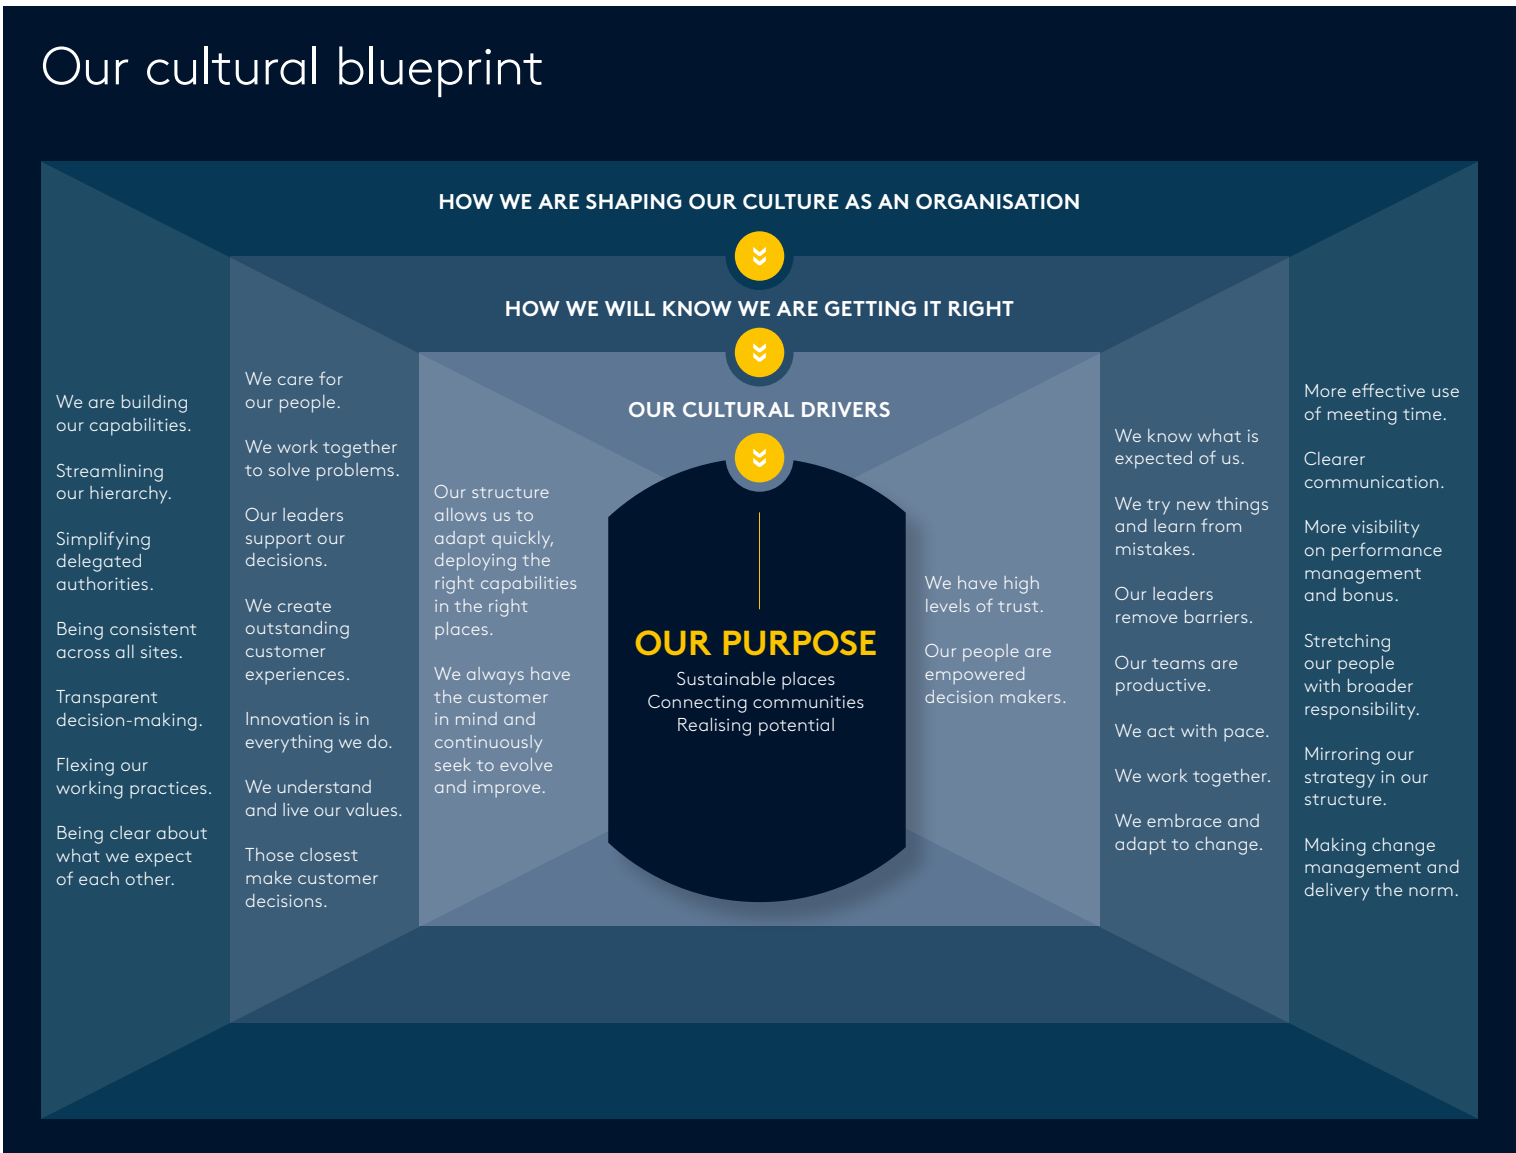 Our cultural blueprint
HOW WE ARE SHAPING OUR CULTURE AS AN ORGANISATION
HOW WE WILL KNOW WE ARE GETTING IT RIGHT
OUR CULTURAL DRIVERS
We are building
our capabilities.
Streamlining
our hierarchy.
Simplifying
delegated
authorities.
Being consistent
across all sites.
Transparent
decision-making.
Flexing our
working practices.
Being clear about
what we expect
of each other.
We care for
our people.
We work together
to solve problems.
Our leaders
support our
decisions.
We create
outstanding
customer
experiences.
Innovation is in
everything we do.
We understand
and live our values.
Those closest
make customer
decisions.
Our structure
allows us to
adapt quickly,
deploying the
right capabilities
in the right
places.
We always have
the customer
in mind and
continuously
seek to evolve
and improve.
OUR PURPOSE
Sustainable places
Connecting communities
Realising potential
We have high
levels of trust.
Our people are
empowered
decision makers.
We know what is
expected of us.
We try new things
and learn from
mistakes.
Our leaders
remove barriers.
Our teams are
productive.
We act with pace.
We work together.
We embrace and
adapt to change.
More effective use
of meeting time.
Clearer
communication.
More visibility
on performance
management
and bonus.
Stretching
our people
with broader
responsibility.
Mirroring our
strategy in our
structure.
Making change
management and
delivery the norm.